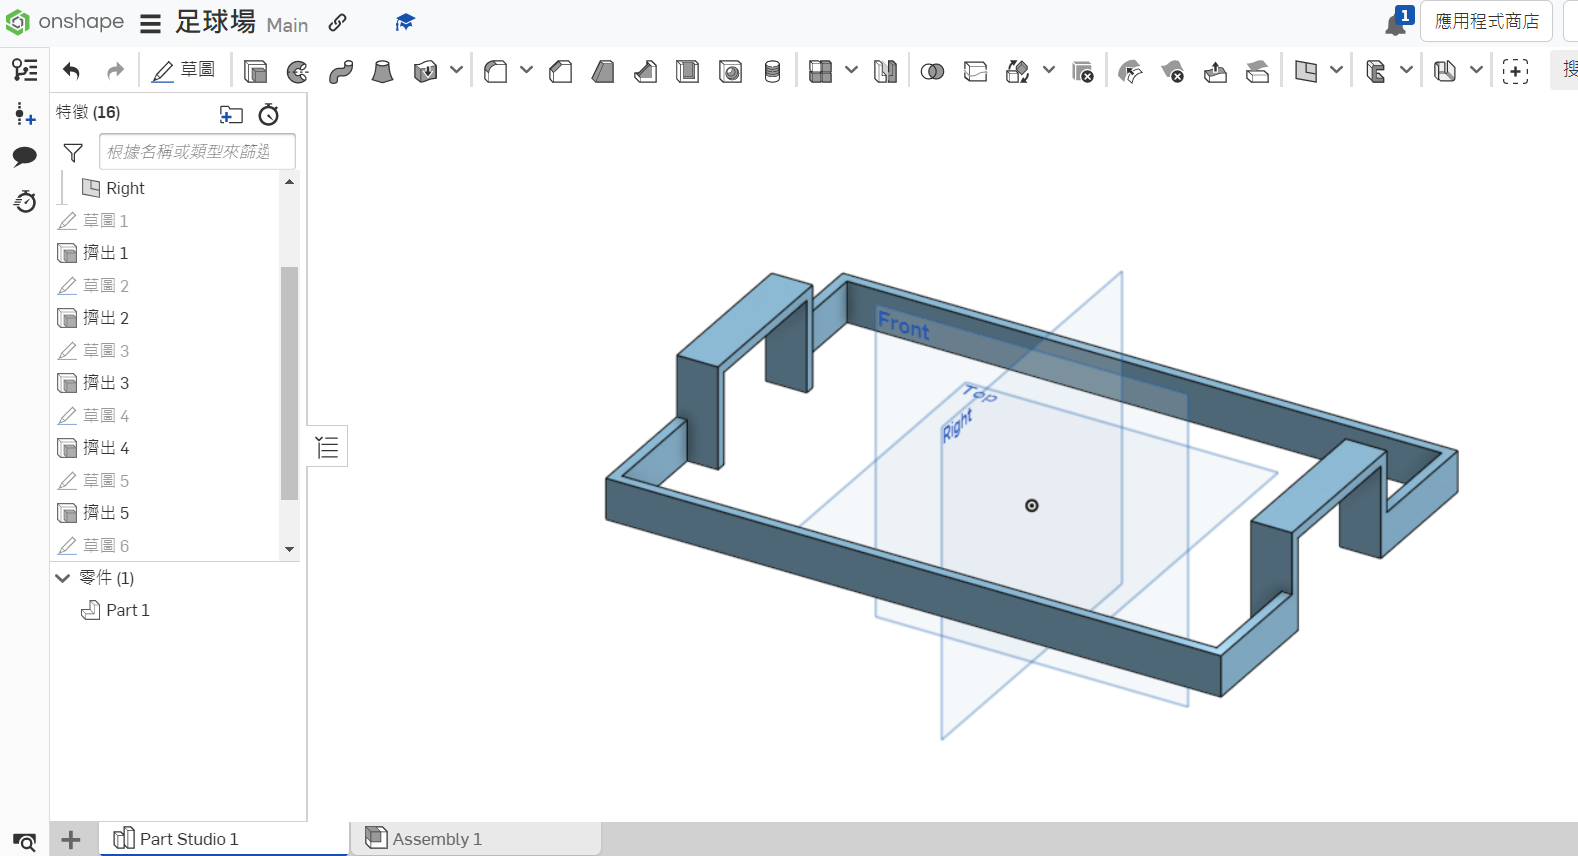 onshape 足球場 Main
1 應用程式商店
草圖 搜
特徵 (16)
根據名稱或類型來篩選
Right
草圖 1
擠出 1
草圖 2
擠出 2
草圖 3
擠出 3
草圖 4
擠出 4
草圖 5
擠出 5
草圖 6
零件 (1)
Part 1
Front
Top
Right
Part Studio 1
Assembly 1